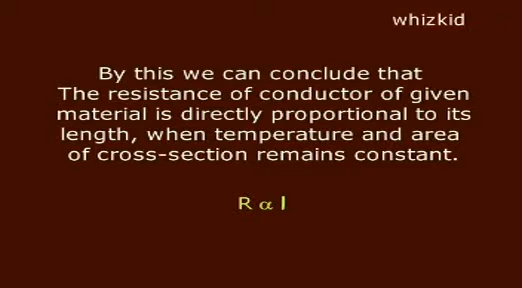 whizkid
By this we can conclude that
The resistance of conductor of given
material is directly proportional to its
length, when temperature and area
of cross-section remains constant.
R α l